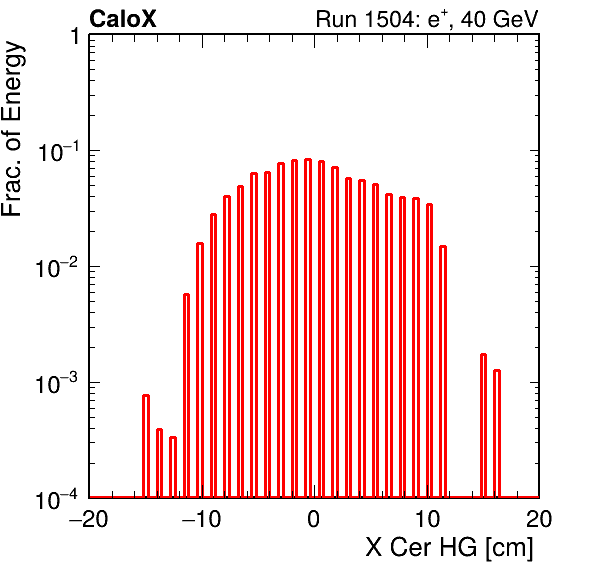 CaloX
Run 1504: e⁺, 40 GeV
Frac. of Energy
1
10⁻¹
10⁻²
10⁻³
10⁻⁴
−20
−10
0
10
20
X Cer HG [cm]